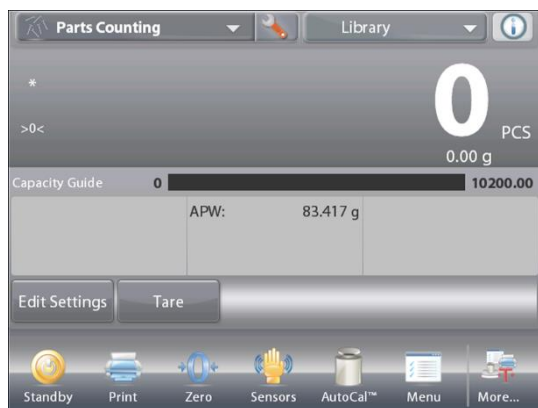 Parts Counting
Library
*
0
PCS
>0<
0.00 g
Capacity Guide 0 10200.00
APW: 83.417 g
Edit Settings Tare
Standby Print Zero Sensors AutoCal™ Menu More...